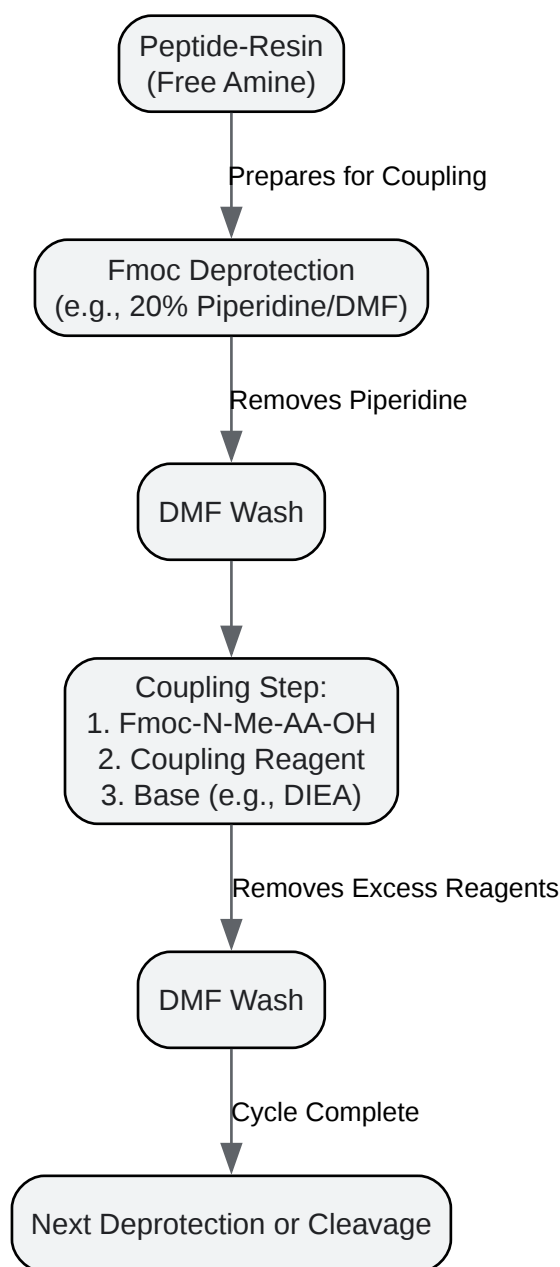 Peptide-Resin
(Free Amine)
Prepares for Coupling
Fmoc Deprotection
(e.g., 20% Piperidine/DMF)
Removes Piperidine
DMF Wash
Coupling Step:
1. Fmoc-N-Me-AA-OH
2. Coupling Reagent
3. Base (e.g., DIEA)
Removes Excess Reagents
DMF Wash
Cycle Complete
Next Deprotection or Cleavage